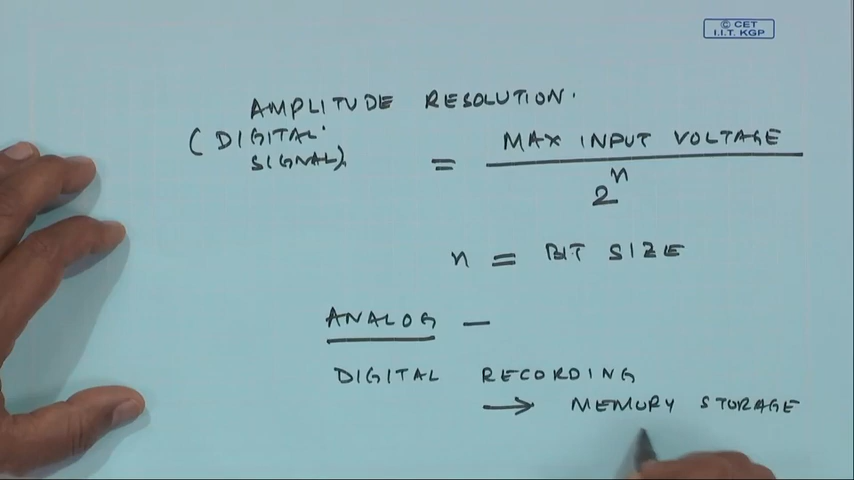 © CET
I.I.T. KGP
AMPLITUDE RESOLUTION.
(DIGITAL
SIGNAL)
= MAX INPUT VOLTAGE
2^n
n = BIT SIZE
ANALOG —
DIGITAL RECORDING
→ MEMORY STORAGE